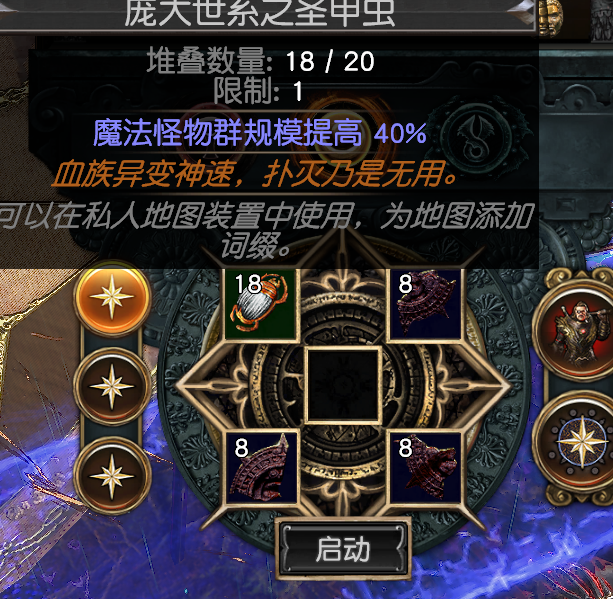 庞大世系之圣甲虫
堆叠数量: 18 / 20
限制: 1
魔法怪物群规模提高 40%
血族异变神速，扑火乃是无用。
可以在私人地图装置中使用，为地图添加
词缀。
18
8
8
8
启动